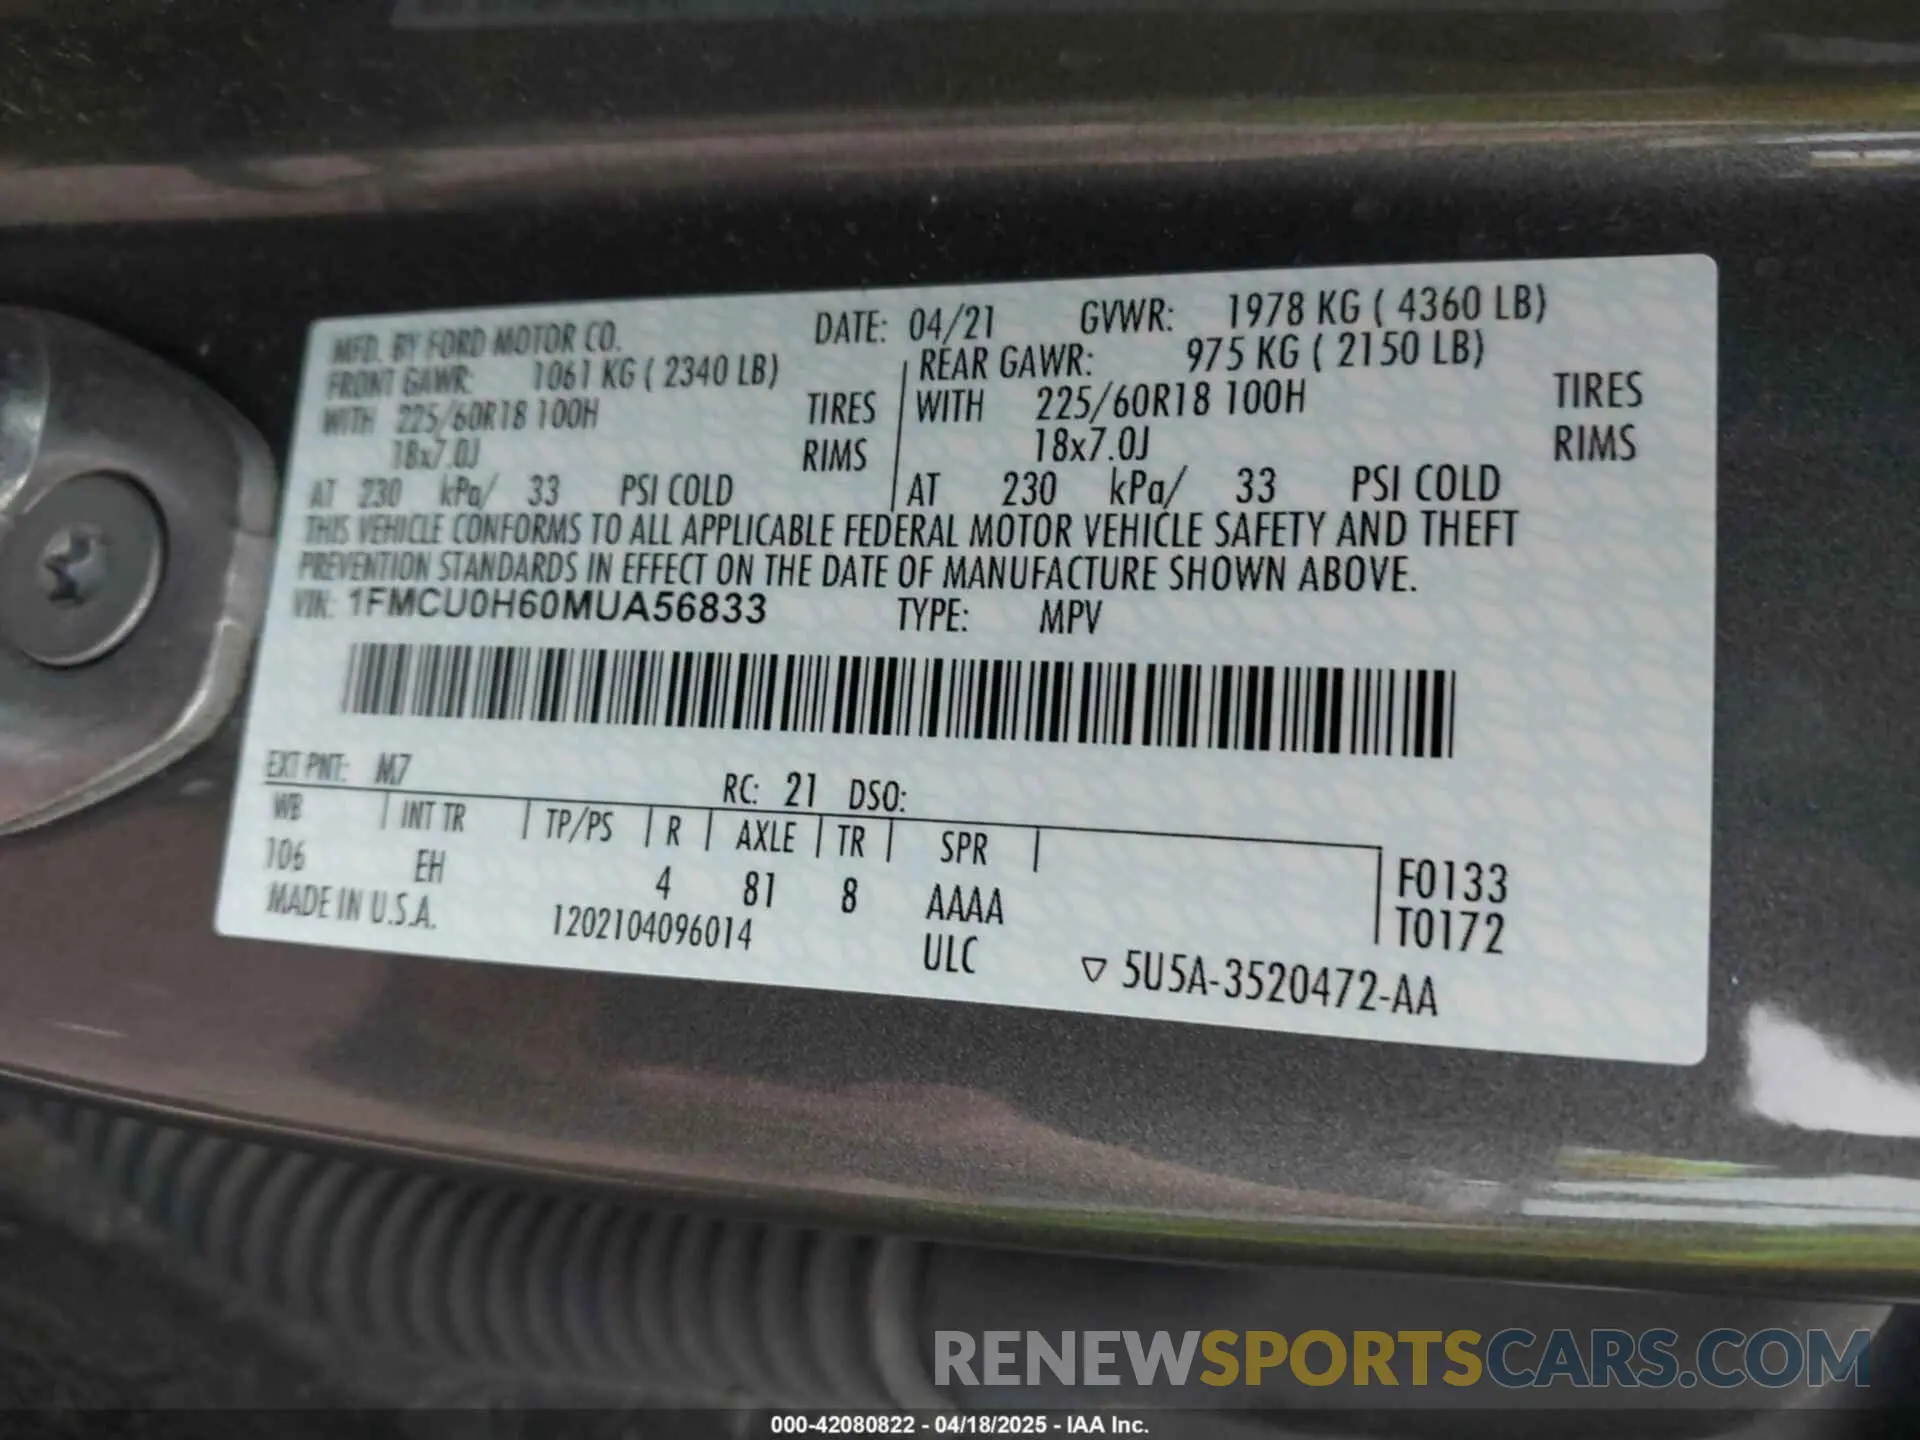 MFD. BY FORD MOTOR CO. DATE: 04/21 GVWR: 1978 KG ( 4360 LB)
FRONT GAWR: 1061 KG ( 2340 LB) REAR GAWR: 975 KG ( 2150 LB)
WITH 225/60R18 100H TIRES WITH 225/60R18 100H TIRES
18x7.0J RIMS 18x7.0J RIMS
AT 230 kPa/ 33 PSI COLD AT 230 kPa/ 33 PSI COLD
THIS VEHICLE CONFORMS TO ALL APPLICABLE FEDERAL MOTOR VEHICLE SAFETY AND THEFT
PREVENTION STANDARDS IN EFFECT ON THE DATE OF MANUFACTURE SHOWN ABOVE.
VIN: 1FMCU0H60MUA56833 TYPE: MPV
EXT PNT: M7 RC: 21 DSO:
WB INT TR TP/PS R AXLE TR SPR
106 EH 4 81 8 AAAA F0133
MADE IN U.S.A. 1202104096014 ULC T0172
▽ 5U5A-3520472-AA
RENEWSPORTSCARS.COM
000-42080822 - 04/18/2025 - IAA Inc.